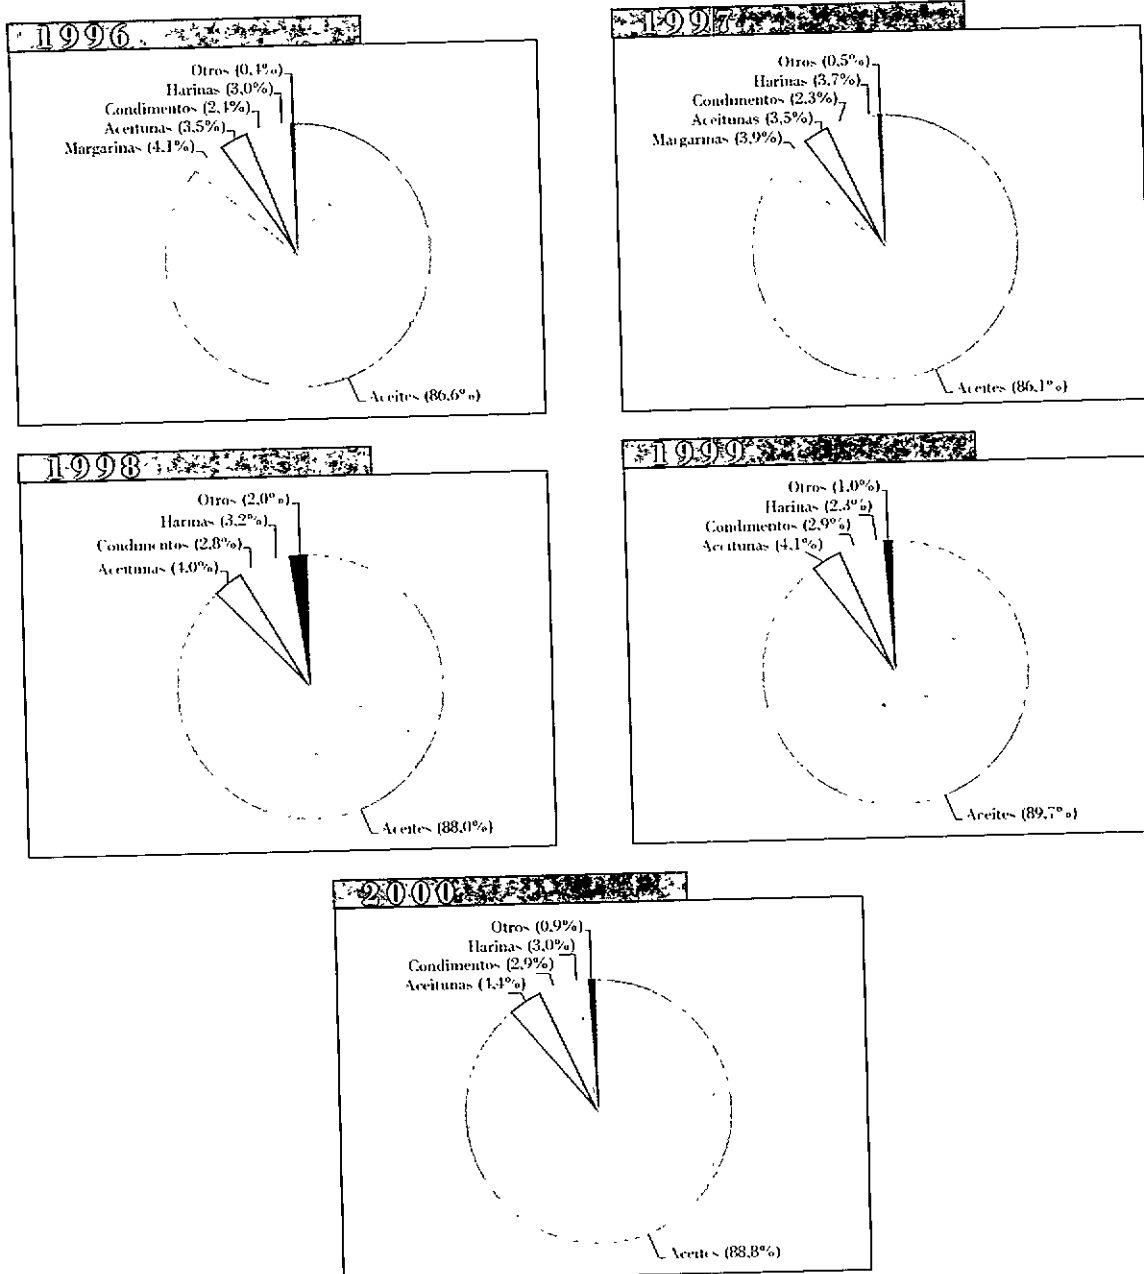 1996
Otros (0,4%)
Harinas (3,0%)
Condimentos (2,4%)
Aceitunas (3,5%)
Margarinas (4,1%)
Aceites (86,6%)
1997
Otros (0,5%)
Harinas (3,7%)
Condimentos (2,3%)
Aceitunas (3,5%)
Margarinas (3,9%)
Aceites (86,1%)
1998
Otros (2,0%)
Harinas (3,2%)
Condimentos (2,8%)
Aceitunas (4,0%)
Aceites (88,0%)
1999
Otros (1,0%)
Harinas (2,3%)
Condimentos (2,9%)
Aceitunas (4,1%)
Aceites (89,7%)
2000
Otros (0,9%)
Harinas (3,0%)
Condimentos (2,9%)
Aceitunas (4,4%)
Aceites (88,8%)